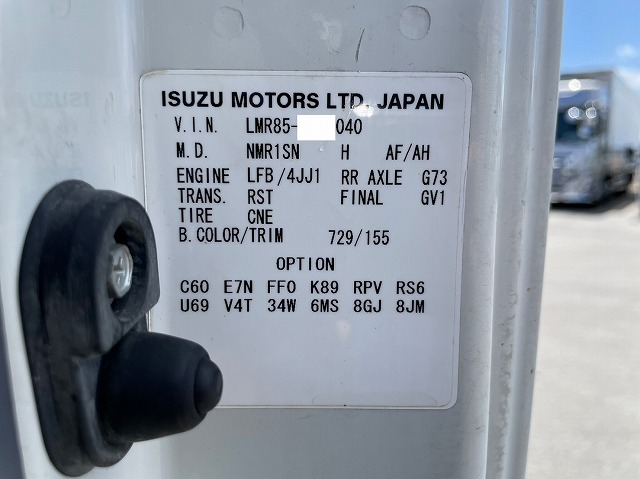 ISUZU MOTORS LTD. JAPAN
V.I.N. LMR85- 040
M.D. NMR1SN H AF/AH
ENGINE LFB/4JJ1 RR AXLE G73
TRANS. RST FINAL GV1
TIRE CNE
B.COLOR/TRIM 729/155
OPTION
C60 E7N FF0 K89 RPV RS6
U69 V4T 34W 6MS 8GJ 8JM